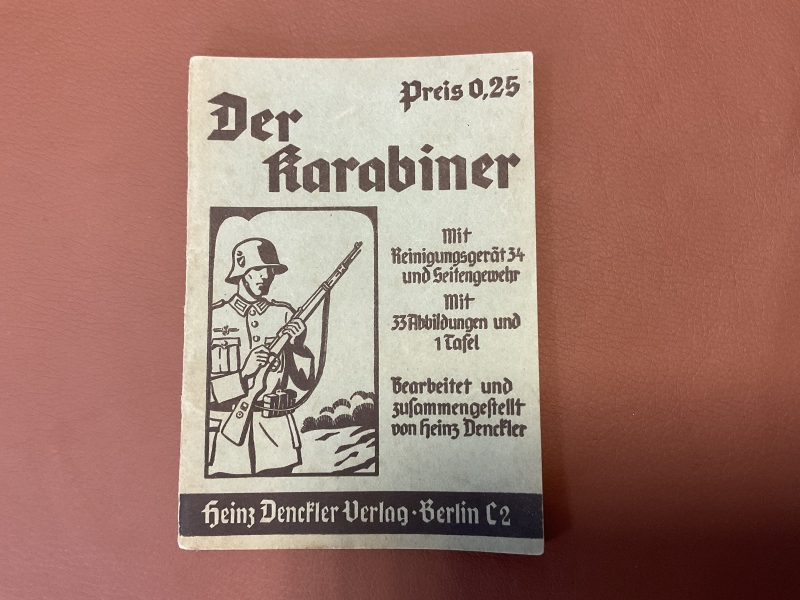 Preis 0,25
Der
Karabiner
Mit
Reinigungsgerät 34
und Seitengewehr
Mit
33 Abbildungen und
1 Tafel
Bearbeitet und
zusammengestellt
von Heinz Denckler
Heinz Denckler Verlag · Berlin C2